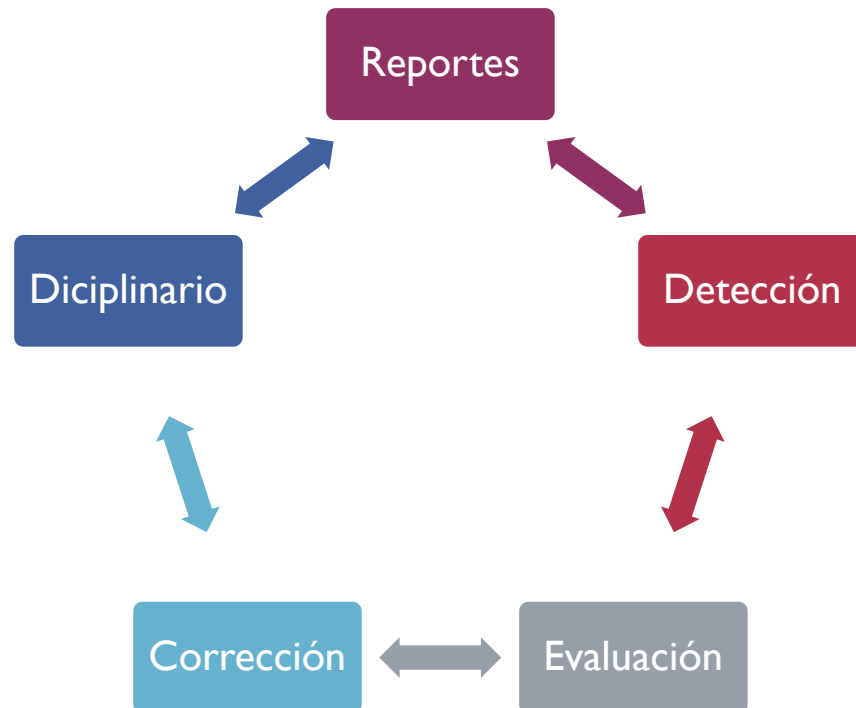 Reportes
Diciplinario
Detección
Corrección
Evaluación